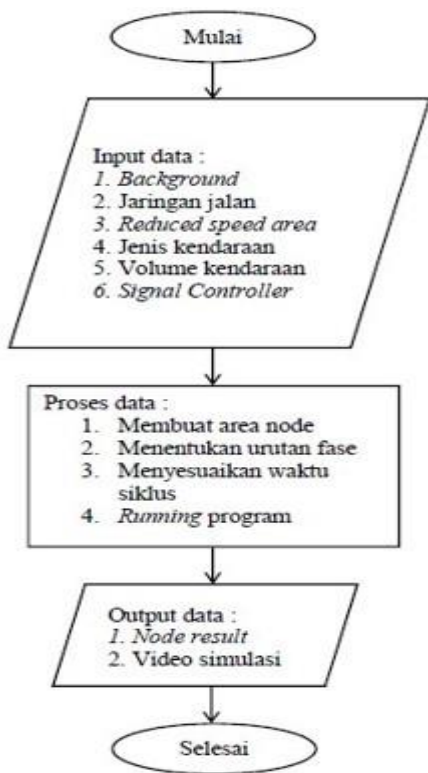 Mulai
Input data :
1. Background
2. Jaringan jalan
3. Reduced speed area
4. Jenis kendaraan
5. Volume kendaraan
6. Signal Controller
Proses data :
1. Membuat area node
2. Menentukan urutan fase
3. Menyesuaikan waktu
siklus
4. Running program
Output data :
1. Node result
2. Video simulasi
Selesai